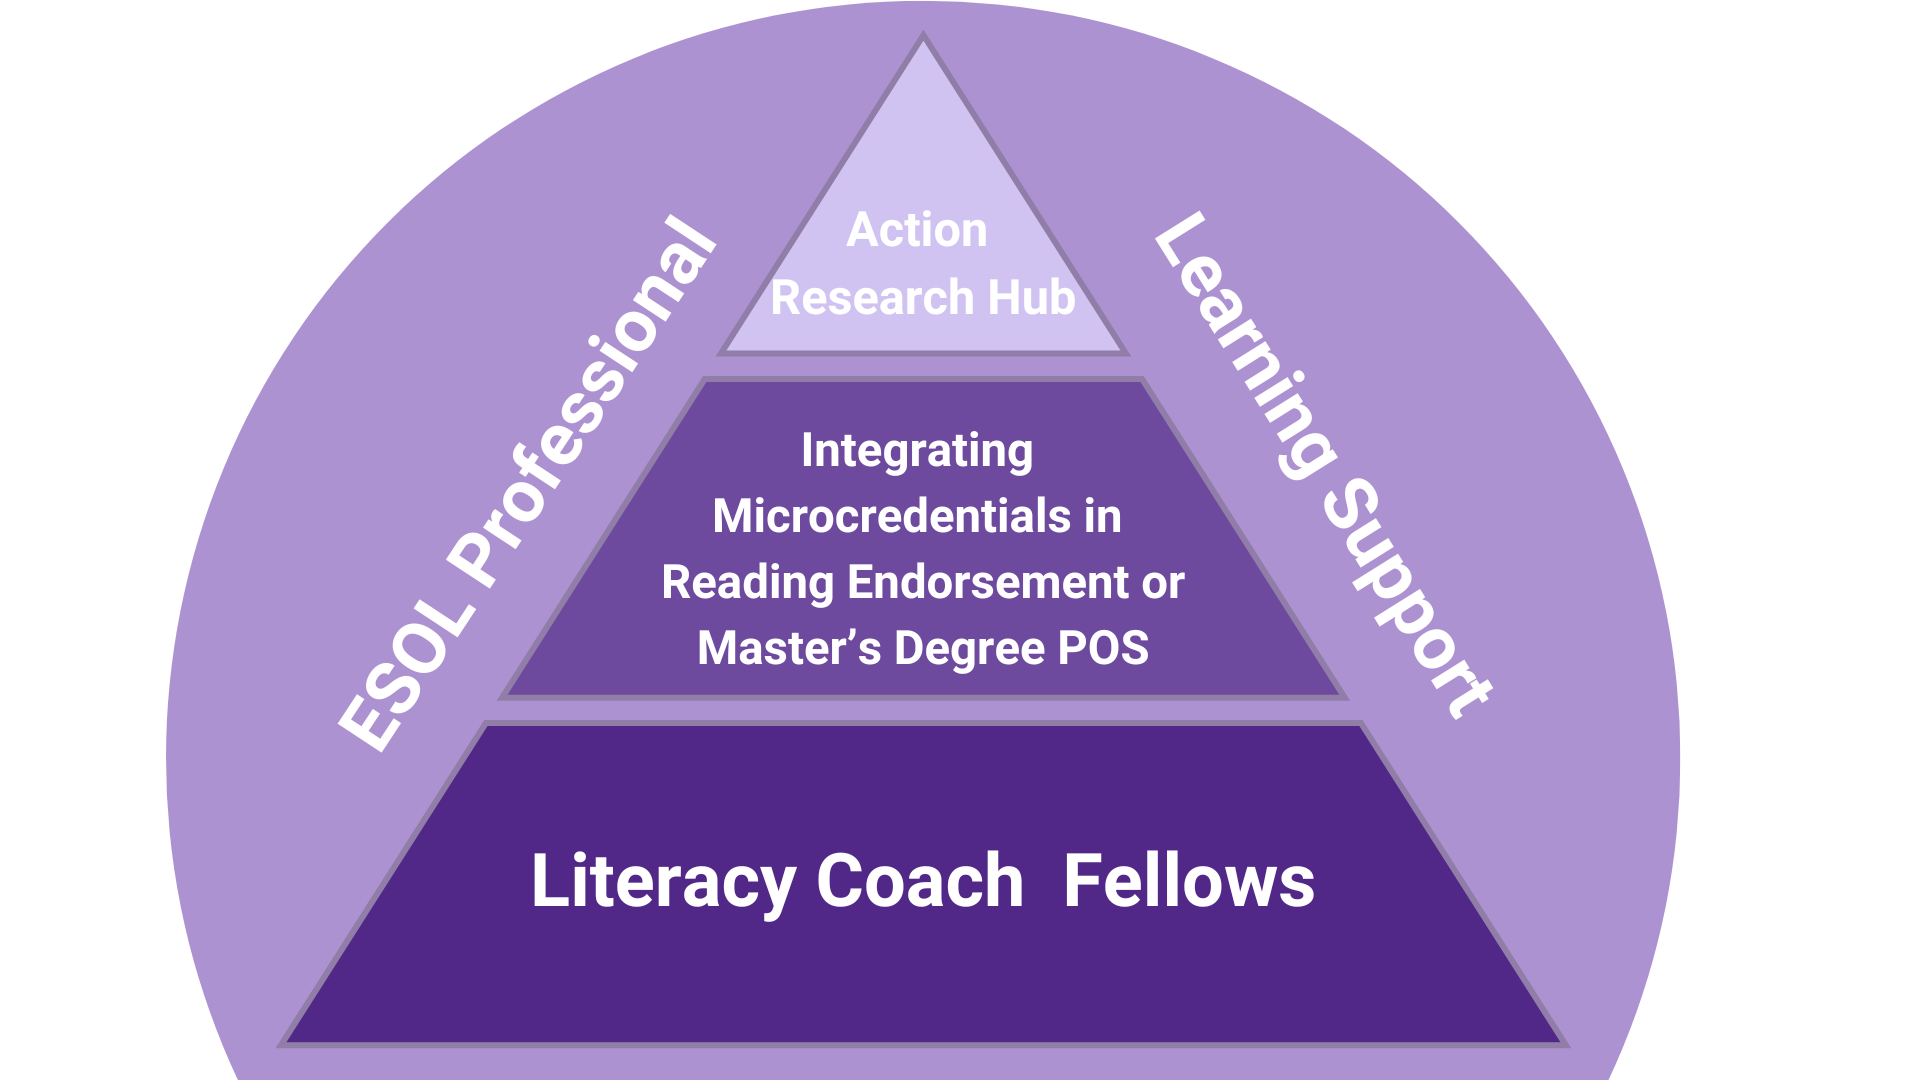 Action
Research Hub
ESOL Professional
Learning Support
Integrating
Microcredentials in
Reading Endorsement or
Master’s Degree POS
Literacy Coach  Fellows